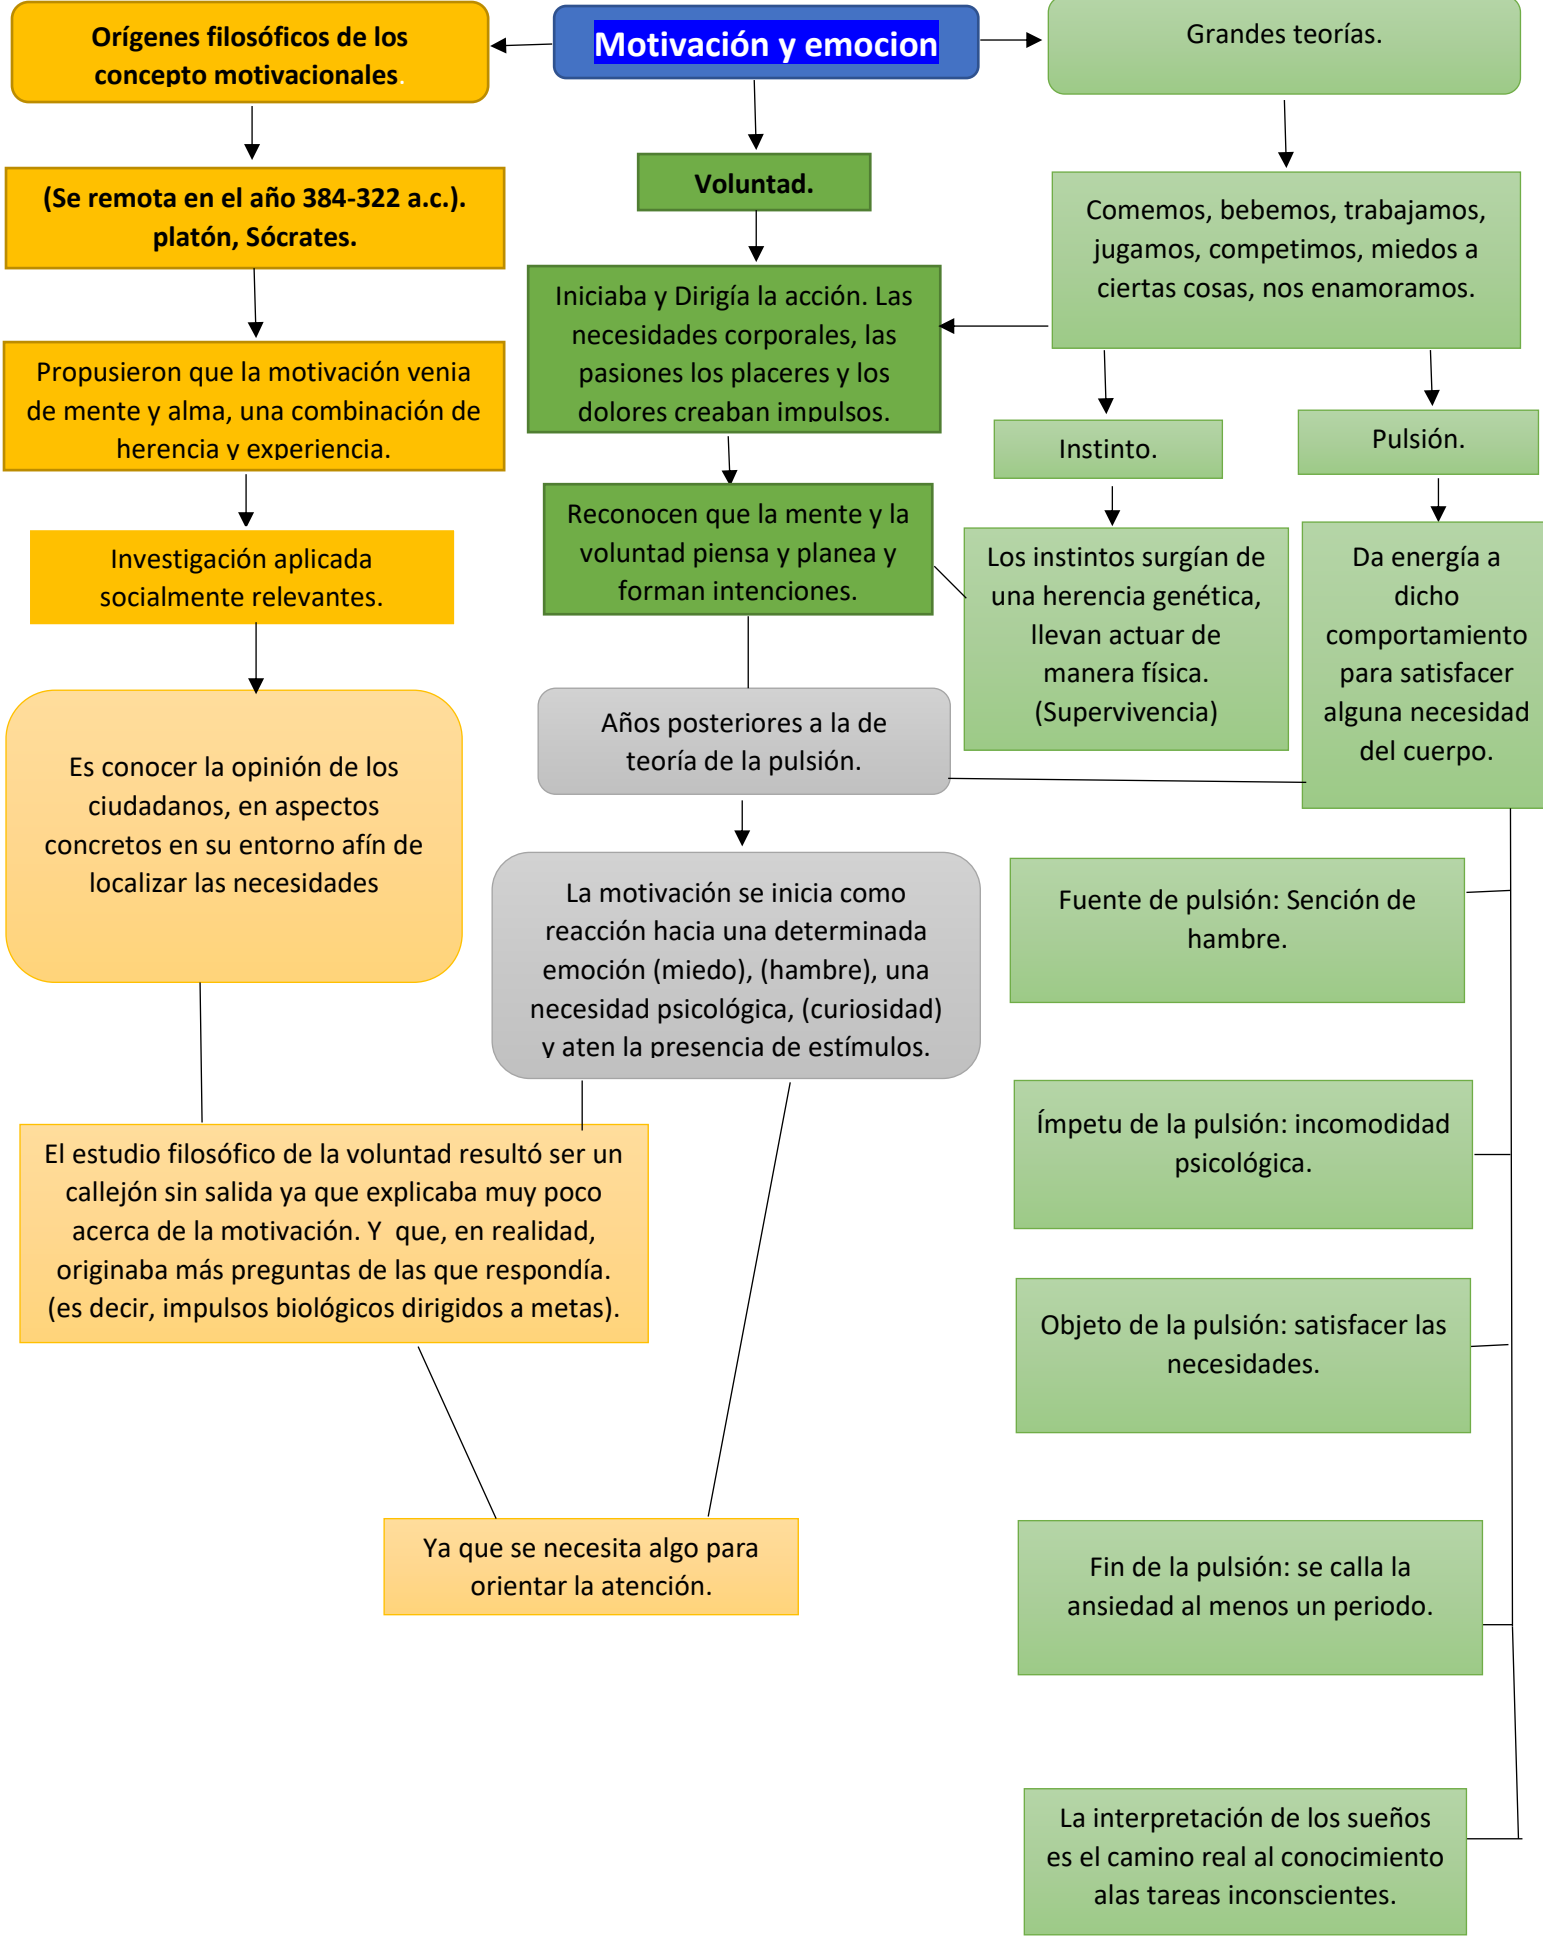 Orígenes filosóficos de los
concepto motivacionales.
Motivación y emocion
Grandes teorías.
(Se remota en el año 384-322 a.c.).
platón, Sócrates.
Voluntad.
Comemos, bebemos, trabajamos,
jugamos, competimos, miedos a
ciertas cosas, nos enamoramos.
Propusieron que la motivación venia
de mente y alma, una combinación de
herencia y experiencia.
Iniciaba y Dirigía la acción. Las
necesidades corporales, las
pasiones los placeres y los
dolores creaban impulsos.
Instinto.
Pulsión.
Investigación aplicada
socialmente relevantes.
Reconocen que la mente y la
voluntad piensa y planea y
forman intenciones.
Los instintos surgían de
una herencia genética,
llevan actuar de
manera física.
(Supervivencia)
Da energía a
dicho
comportamiento
para satisfacer
alguna necesidad
del cuerpo.
Es conocer la opinión de los
ciudadanos, en aspectos
concretos en su entorno afín de
localizar las necesidades
Años posteriores a la de
teoría de la pulsión.
La motivación se inicia como
reacción hacia una determinada
emoción (miedo), (hambre), una
necesidad psicológica, (curiosidad)
y aten la presencia de estímulos.
Fuente de pulsión: Sención de
hambre.
El estudio filosófico de la voluntad resultó ser un
callejón sin salida ya que explicaba muy poco
acerca de la motivación. Y  que, en realidad,
originaba más preguntas de las que respondía.
(es decir, impulsos biológicos dirigidos a metas).
Ímpetu de la pulsión: incomodidad
psicológica.
Objeto de la pulsión: satisfacer las
necesidades.
Ya que se necesita algo para
orientar la atención.
Fin de la pulsión: se calla la
ansiedad al menos un periodo.
La interpretación de los sueños
es el camino real al conocimiento
alas tareas inconscientes.